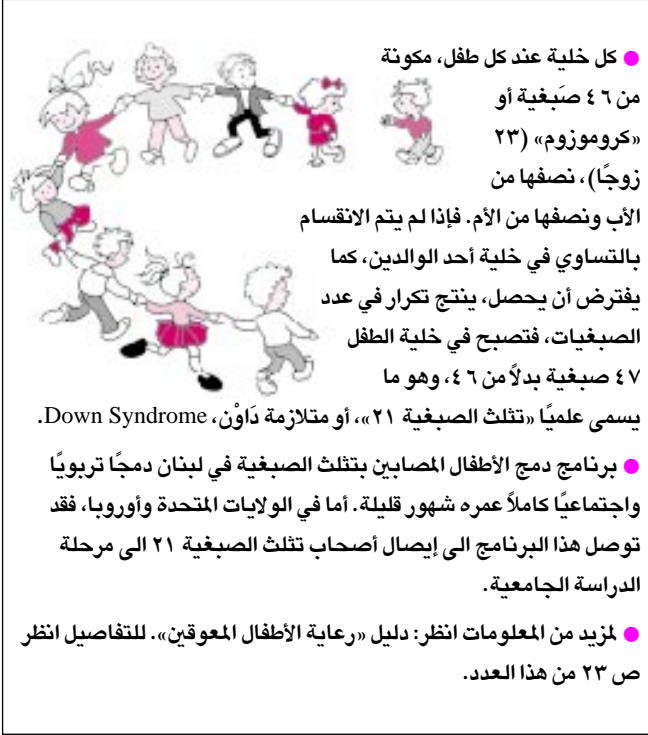 ● كل خلية عند كل طفل، مكونة
من ٤٦ صَبغية أو
«كروموزوم» (٢٣
زوجًا)، نصفها من
الأب ونصفها من الأم. فإذا لم يتم الانقسام
بالتساوي في خلية أحد الوالدين، كما
يفترض أن يحصل، ينتج تكرار في عدد
الصبغيات، فتصبح في خلية الطفل
٤٧ صبغية بدلاً من ٤٦، وهو ما
يسمى علميًا «تثلث الصبغية ٢١»، أو متلازمة دَاوْن، Down Syndrome.
● برنامج دمج الأطفال المصابين بتثلث الصبغية في لبنان دمجًا تربويًا
واجتماعيًا كاملاً عمره شهور قليلة. أما في الولايات المتحدة وأوروبا، فقد
توصل هذا البرنامج الى إيصال أصحاب تثلث الصبغية ٢١ الى مرحلة
الدراسة الجامعية.
● لمزيد من المعلومات انظر: دليل «رعاية الأطفال المعوقين». للتفاصيل انظر
ص ٢٣ من هذا العدد.